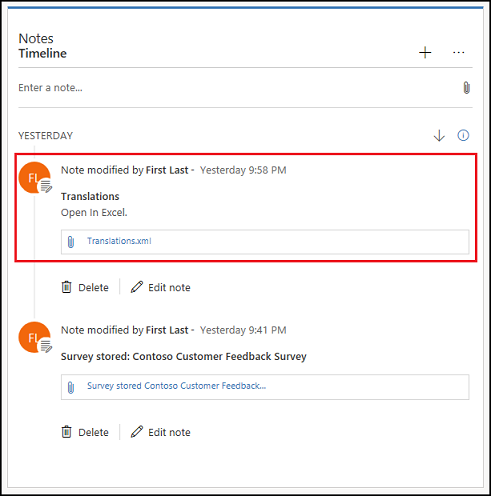 Notes
Timeline
Enter a note...
YESTERDAY
FL
Note modified by First Last - Yesterday 9:58 PM
Translations
Open In Excel.
Translations.xml
Delete
Edit note
FL
Note modified by First Last - Yesterday 9:41 PM
Survey stored: Contoso Customer Feedback Survey
Survey stored Contoso Customer Feedback...
Delete
Edit note